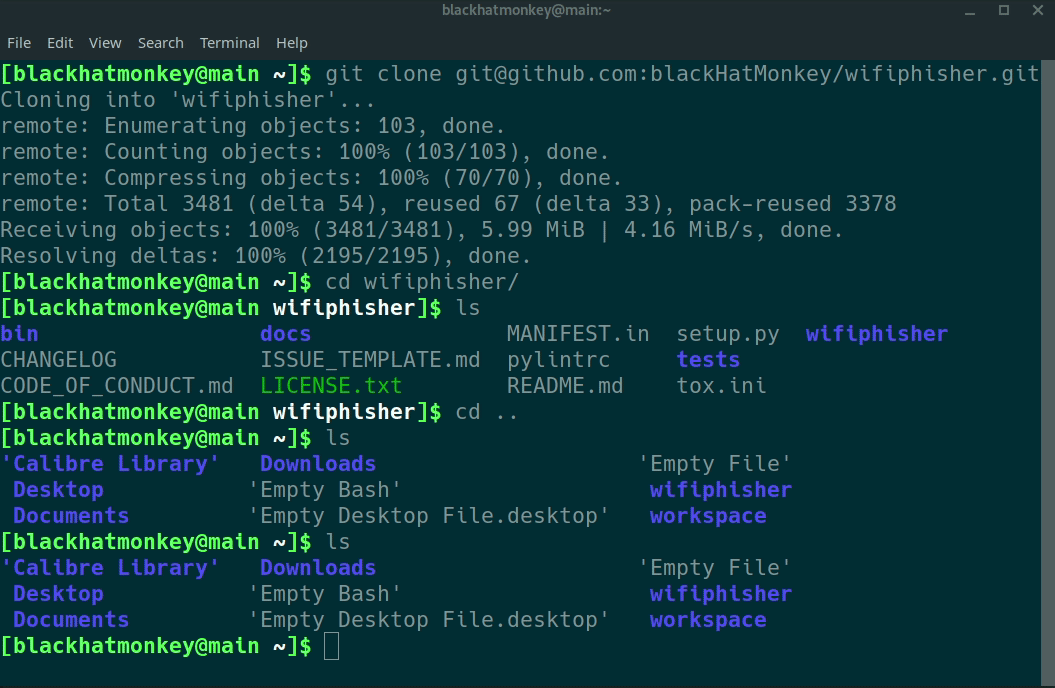 blackhatmonkey@main:~
File Edit View Search Terminal Help
[blackhatmonkey@main ~]$ git clone git@github.com:blackHatMonkey/wifiphisher.git
Cloning into 'wifiphisher'...
remote: Enumerating objects: 103, done.
remote: Counting objects: 100% (103/103), done.
remote: Compressing objects: 100% (70/70), done.
remote: Total 3481 (delta 54), reused 67 (delta 33), pack-reused 3378
Receiving objects: 100% (3481/3481), 5.99 MiB | 4.16 MiB/s, done.
Resolving deltas: 100% (2195/2195), done.
[blackhatmonkey@main ~]$ cd wifiphisher/
[blackhatmonkey@main wifiphisher]$ ls
bin docs MANIFEST.in setup.py wifiphisher
CHANGELOG ISSUE_TEMPLATE.md pylintrc tests
CODE_OF_CONDUCT.md LICENSE.txt README.md tox.ini
[blackhatmonkey@main wifiphisher]$ cd ..
[blackhatmonkey@main ~]$ ls
'Calibre Library' Downloads 'Empty File'
Desktop 'Empty Bash' wifiphisher
Documents 'Empty Desktop File.desktop' workspace
[blackhatmonkey@main ~]$ ls
'Calibre Library' Downloads 'Empty File'
Desktop 'Empty Bash' wifiphisher
Documents 'Empty Desktop File.desktop' workspace
[blackhatmonkey@main ~]$